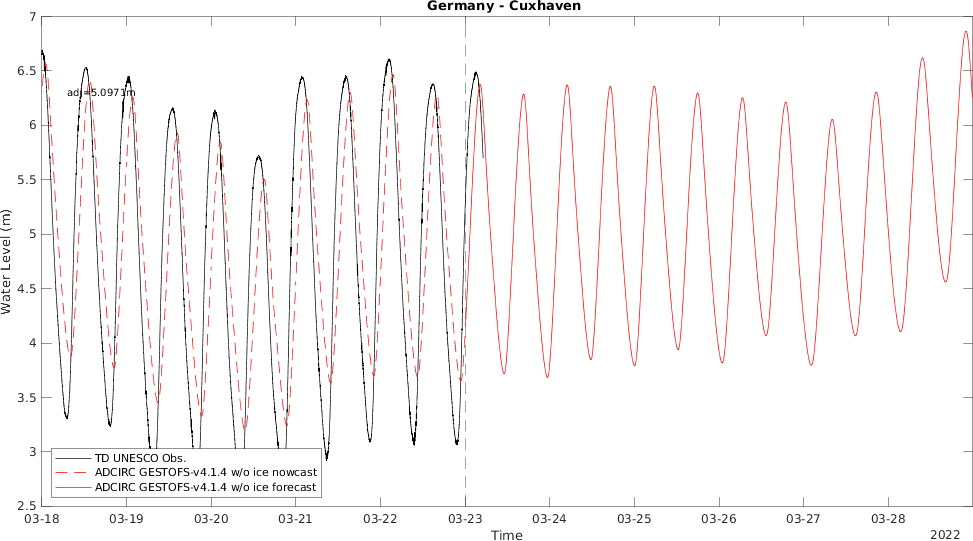 Germany - Cuxhaven
7
6.5
adj=5.0971m
6
5.5
5
4.5
4
3.5
3
2.5
Water Level (m)
TD UNESCO Obs.
ADCIRC GESTOFS-v4.1.4 w/o ice nowcast
ADCIRC GESTOFS-v4.1.4 w/o ice forecast
03-18 03-19 03-20 03-21 03-22 03-23 03-24 03-25 03-26 03-27 03-28
Time
2022